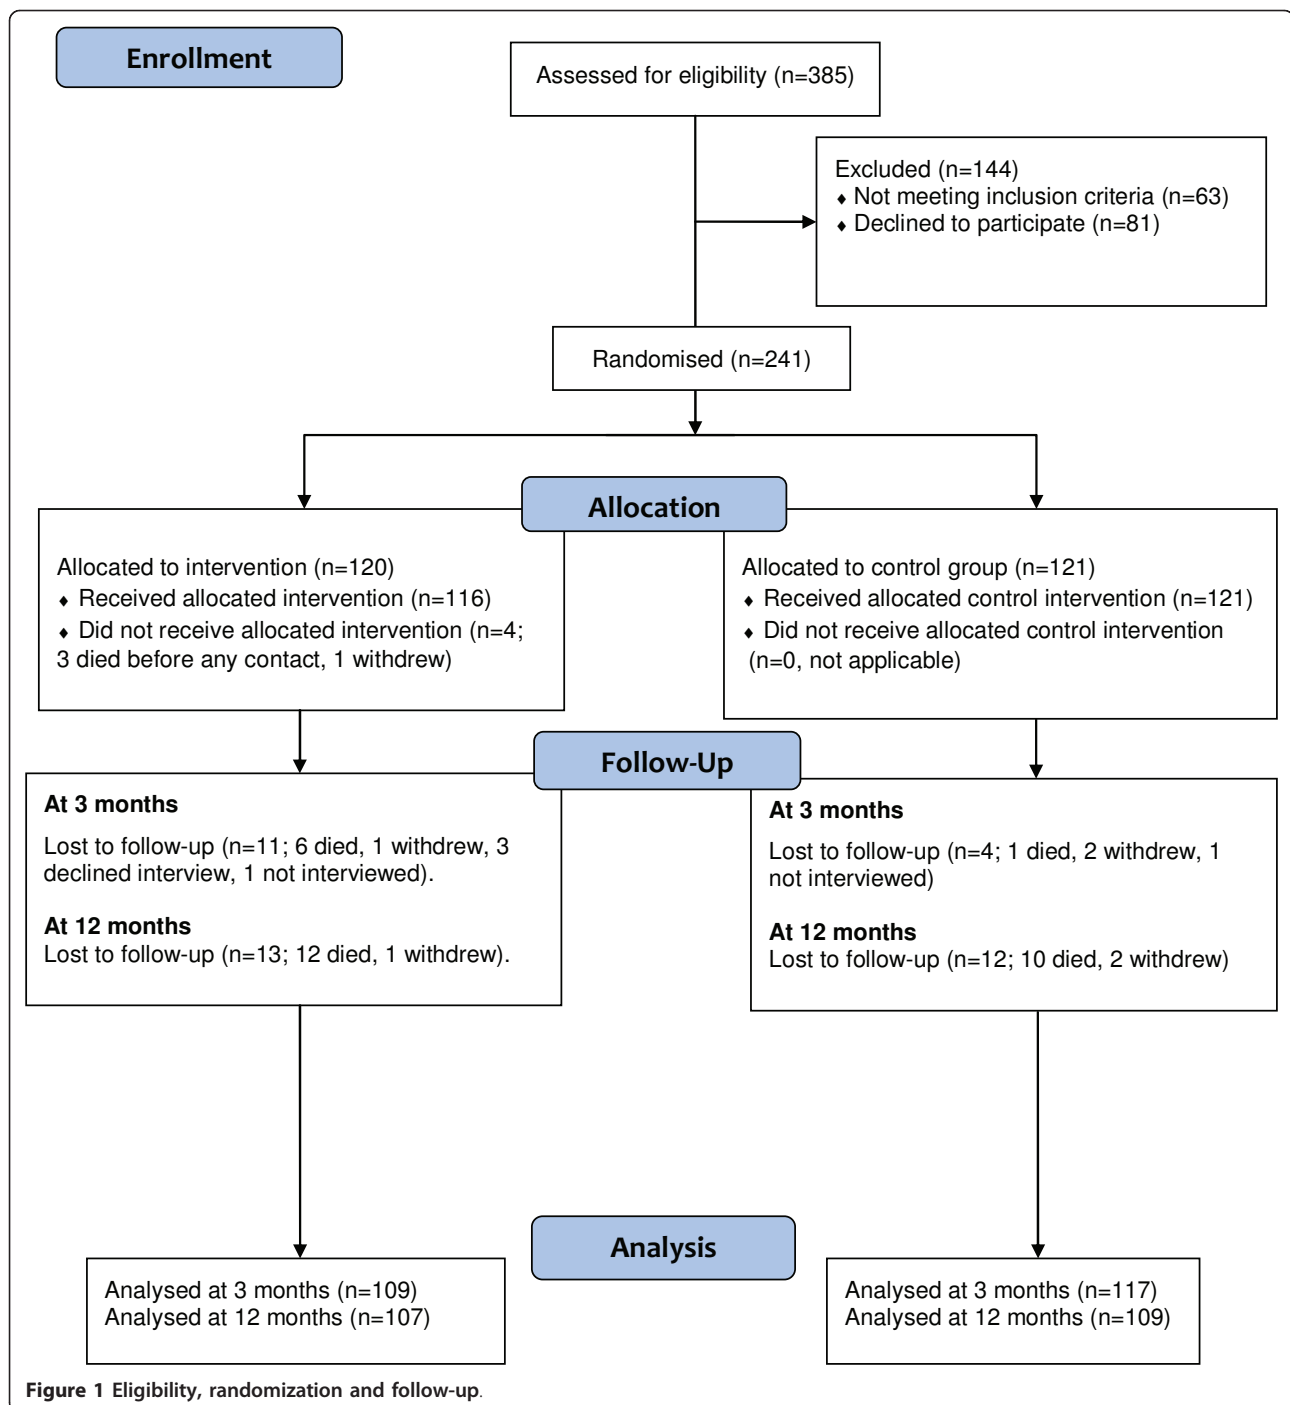 Enrollment
Assessed for eligibility (n=385)
Excluded (n=144)
♦ Not meeting inclusion criteria (n=63)
♦ Declined to participate (n=81)
Randomised (n=241)
Allocation
Allocated to intervention (n=120)
♦ Received allocated intervention (n=116)
♦ Did not receive allocated intervention (n=4;
3 died before any contact, 1 withdrew)
Allocated to control group (n=121)
♦ Received allocated control intervention (n=121)
♦ Did not receive allocated control intervention
(n=0, not applicable)
Follow-Up
At 3 months
Lost to follow-up (n=11; 6 died, 1 withdrew, 3
declined interview, 1 not interviewed).
At 12 months
Lost to follow-up (n=13; 12 died, 1 withdrew).
At 3 months
Lost to follow-up (n=4; 1 died, 2 withdrew, 1
not interviewed)
At 12 months
Lost to follow-up (n=12; 10 died, 2 withdrew)
Analysis
Analysed at 3 months (n=109)
Analysed at 12 months (n=107)
Analysed at 3 months (n=117)
Analysed at 12 months (n=109)
Figure 1 Eligibility, randomization and follow-up.